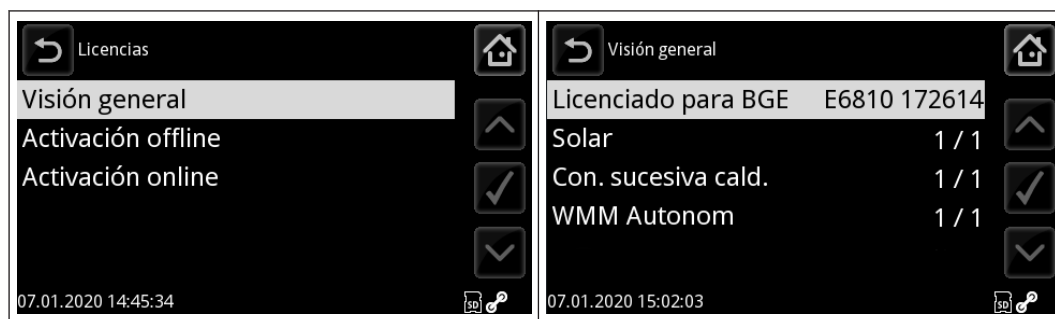 Licencias
Visión general
Activación offline
Activación online
07.01.2020 14:45:34
SD
Visión general
Licenciado para BGE E6810 172614
Solar 1 / 1
Con. sucesiva cald. 1 / 1
WMM Autonom 1 / 1
07.01.2020 15:02:03
SD